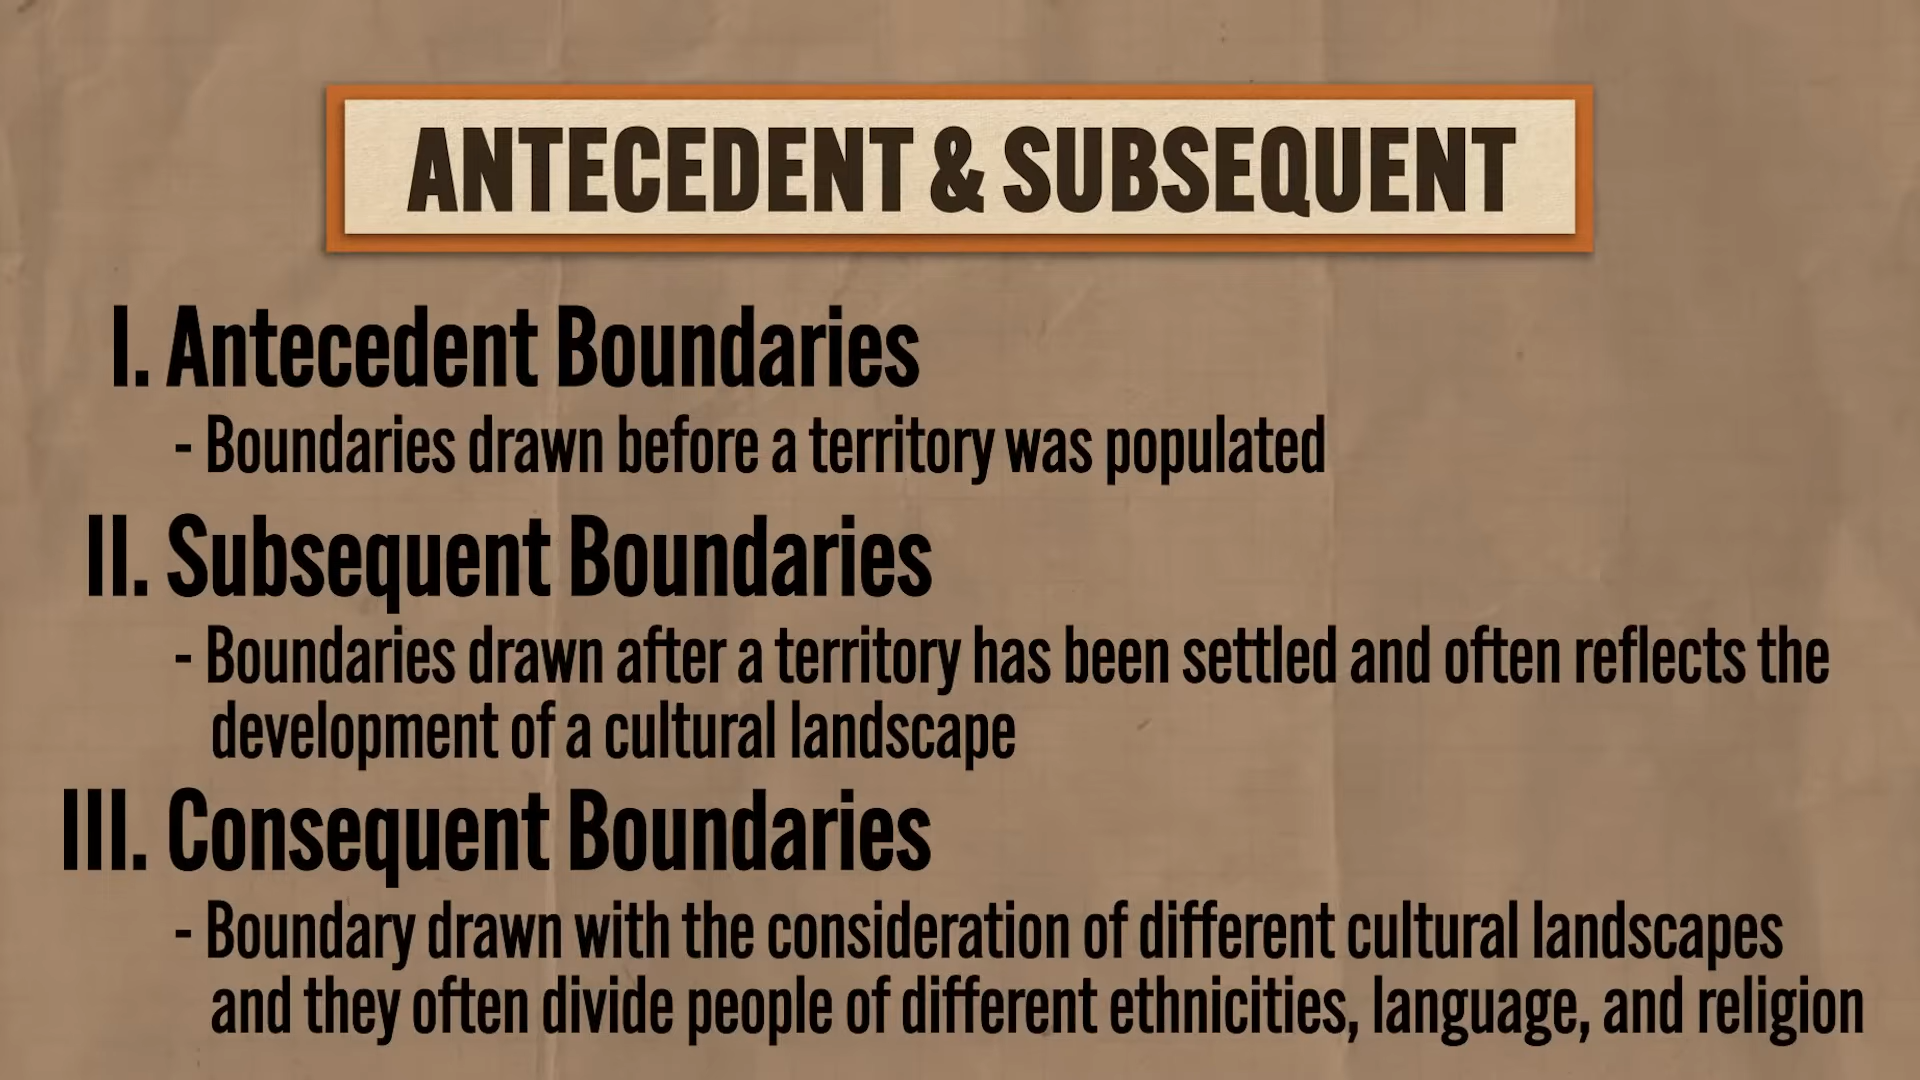 ANTECEDENT & SUBSEQUENT
I. Antecedent Boundaries
- Boundaries drawn before a territory was populated
II. Subsequent Boundaries
- Boundaries drawn after a territory has been settled and often reflects the
development of a cultural landscape
III. Consequent Boundaries
- Boundary drawn with the consideration of different cultural landscapes
and they often divide people of different ethnicities, language, and religion